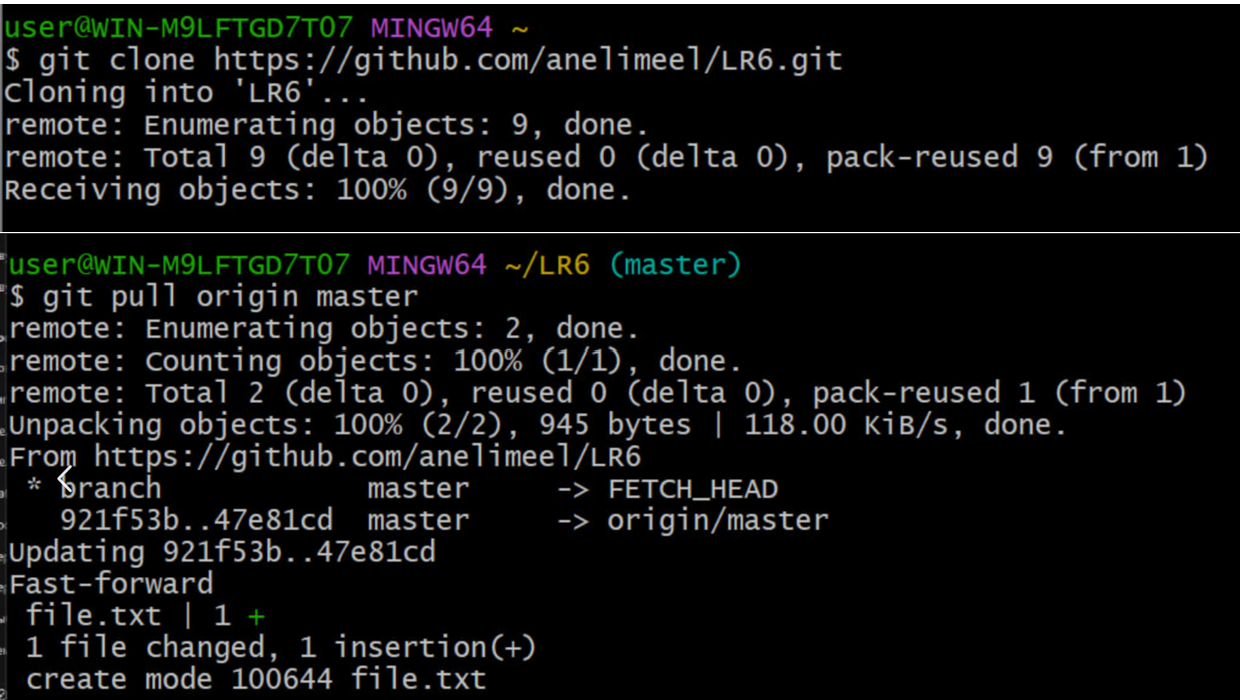 user@WIN-M9LFTGD7TO7 MINGW64 ~
$ git clone https://github.com/anelimeel/LR6.git
Cloning into 'LR6'...
remote: Enumerating objects: 9, done.
remote: Total 9 (delta 0), reused 0 (delta 0), pack-reused 9 (from 1)
Receiving objects: 100% (9/9), done.
user@WIN-M9LFTGD7TO7 MINGW64 ~/LR6 (master)
$ git pull origin master
remote: Enumerating objects: 2, done.
remote: Counting objects: 100% (1/1), done.
remote: Total 2 (delta 0), reused 0 (delta 0), pack-reused 1 (from 1)
Unpacking objects: 100% (2/2), 945 bytes | 118.00 KiB/s, done.
From https://github.com/anelimeel/LR6
 * branch            master     -> FETCH_HEAD
   921f53b..47e81cd  master     -> origin/master
Updating 921f53b..47e81cd
Fast-forward
 file.txt | 1 +
 1 file changed, 1 insertion(+)
 create mode 100644 file.txt